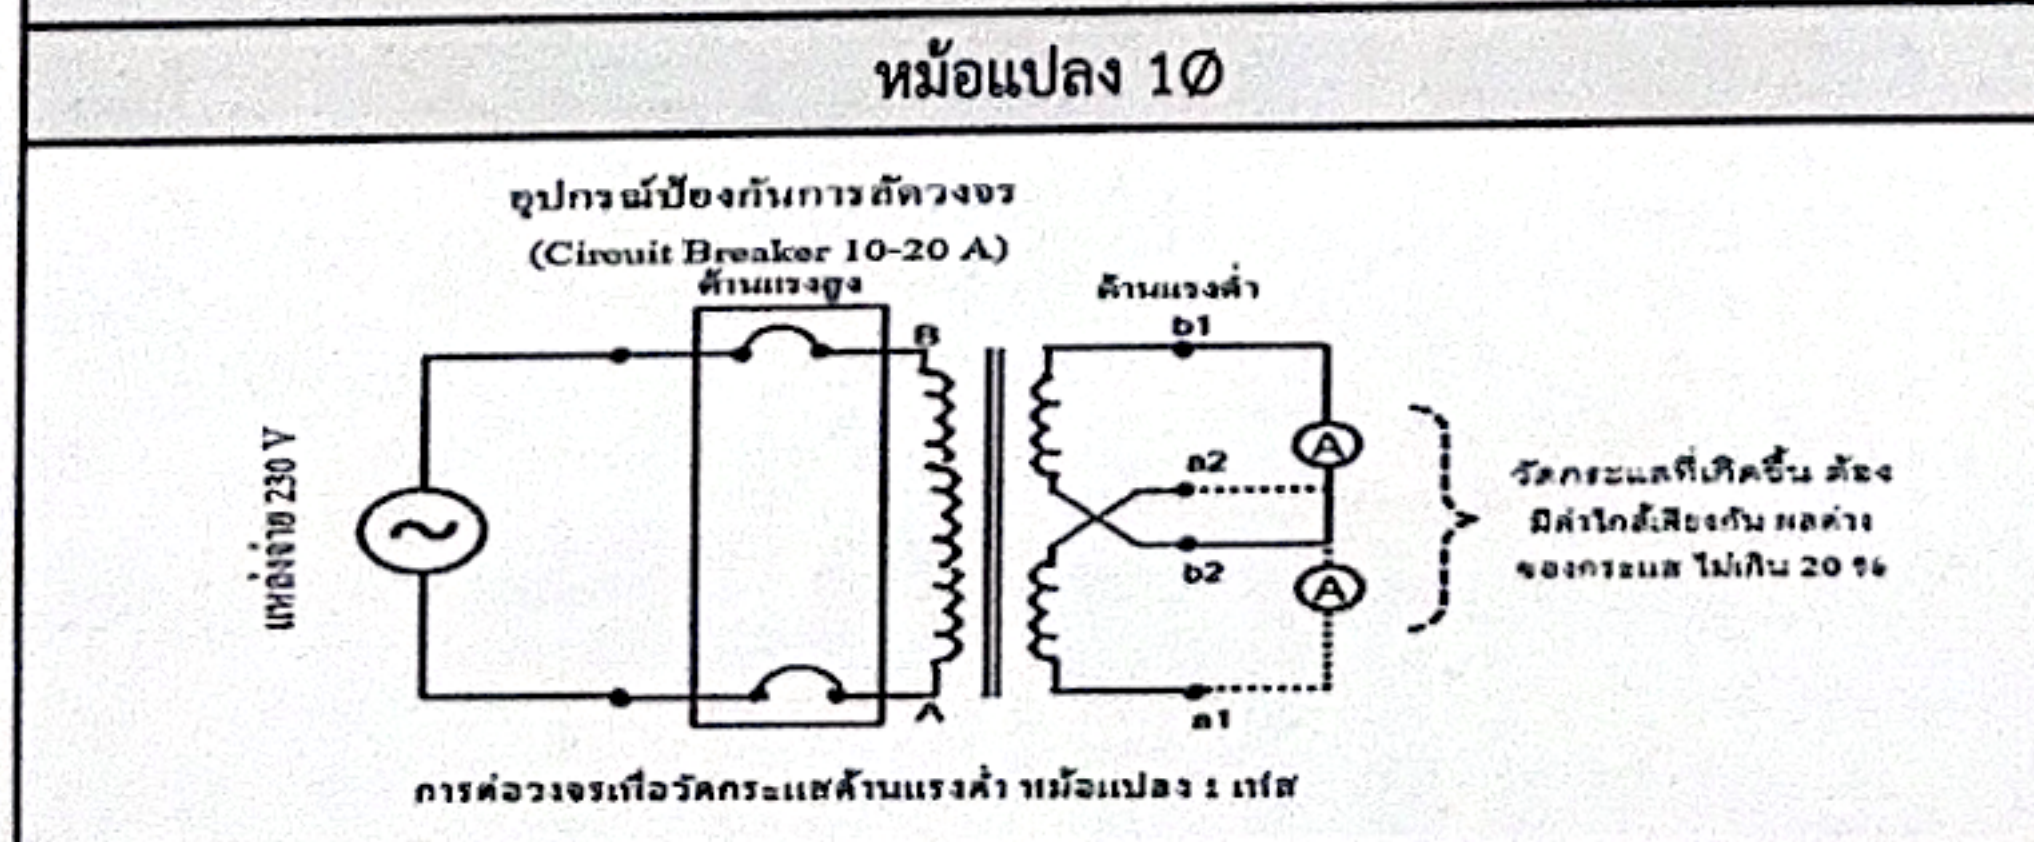 หม้อแปลง 1Ø
อุปกรณ์ป้องกันการลัดวงจร
(Circuit Breaker 10-20 A)
ด้านแรงสูง
ด้านแรงต่ำ
B
b1
A
a2
แหล่งจ่าย 230 V
วัดกระแสที่เกิดขึ้น ต้อง
มีค่าใกล้เคียงกัน ผลต่าง
ของกระแส ไม่เกิน 20 %
b2
A
A
a1
การต่อวงจรเพื่อวัดกระแสด้านแรงต่ำ หม้อแปลง 1 เฟส